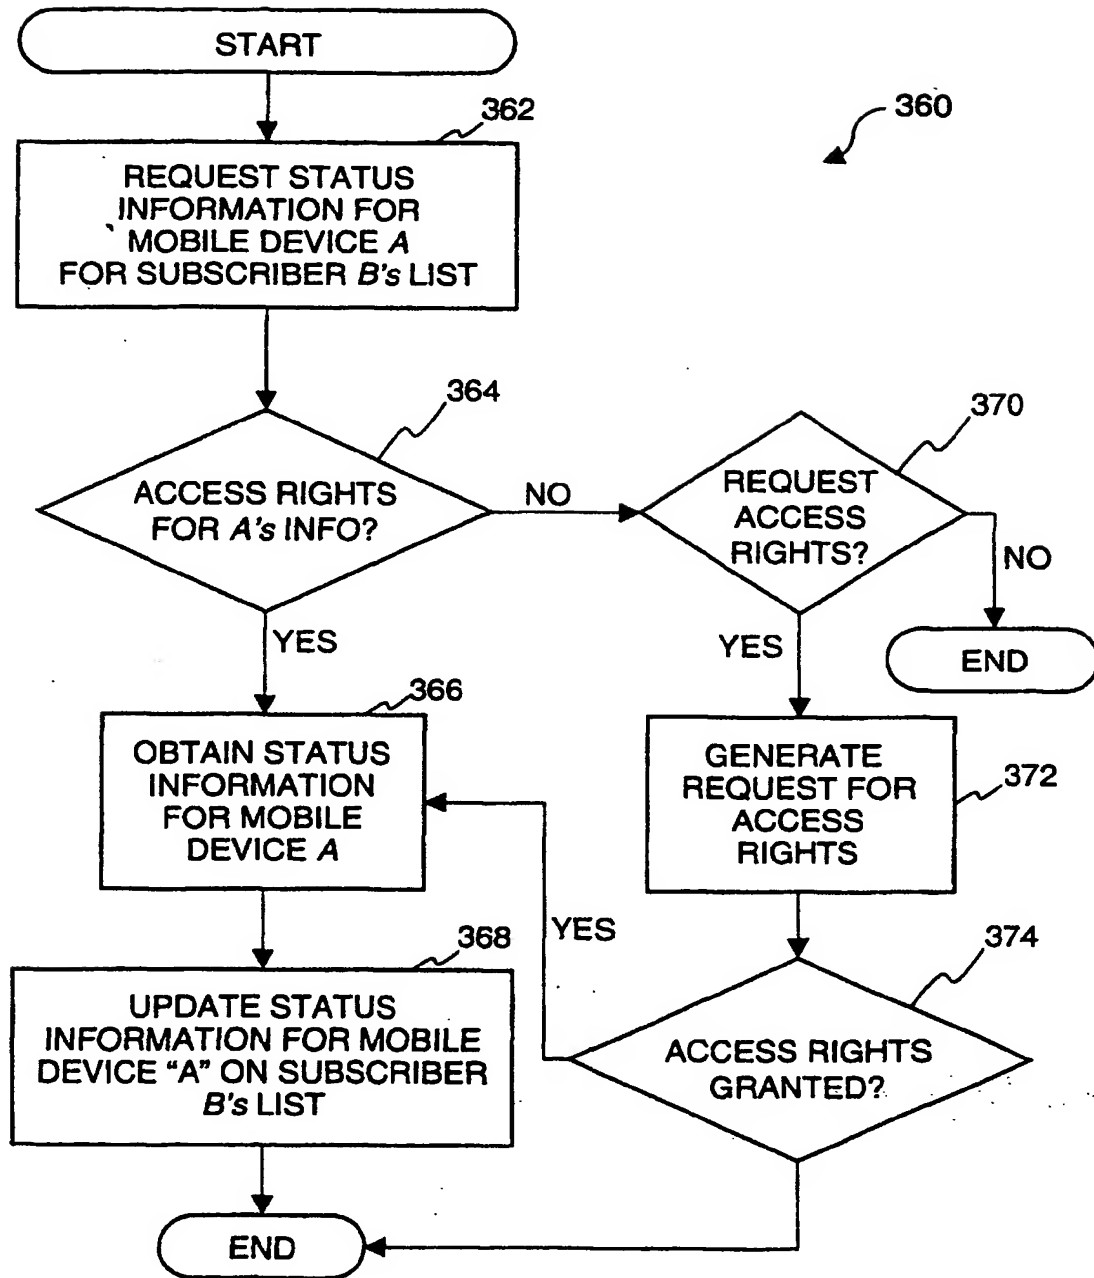 START
362
360
REQUEST STATUS
INFORMATION FOR
MOBILE DEVICE A
FOR SUBSCRIBER B's LIST
364
370
ACCESS RIGHTS
FOR A's INFO?
NO
REQUEST
ACCESS
RIGHTS?
NO
YES
YES
END
366
OBTAIN STATUS
INFORMATION
FOR MOBILE
DEVICE A
GENERATE
REQUEST FOR
ACCESS
RIGHTS
372
YES
368
374
UPDATE STATUS
INFORMATION FOR MOBILE
DEVICE "A" ON SUBSCRIBER
B's LIST
ACCESS RIGHTS
GRANTED?
END